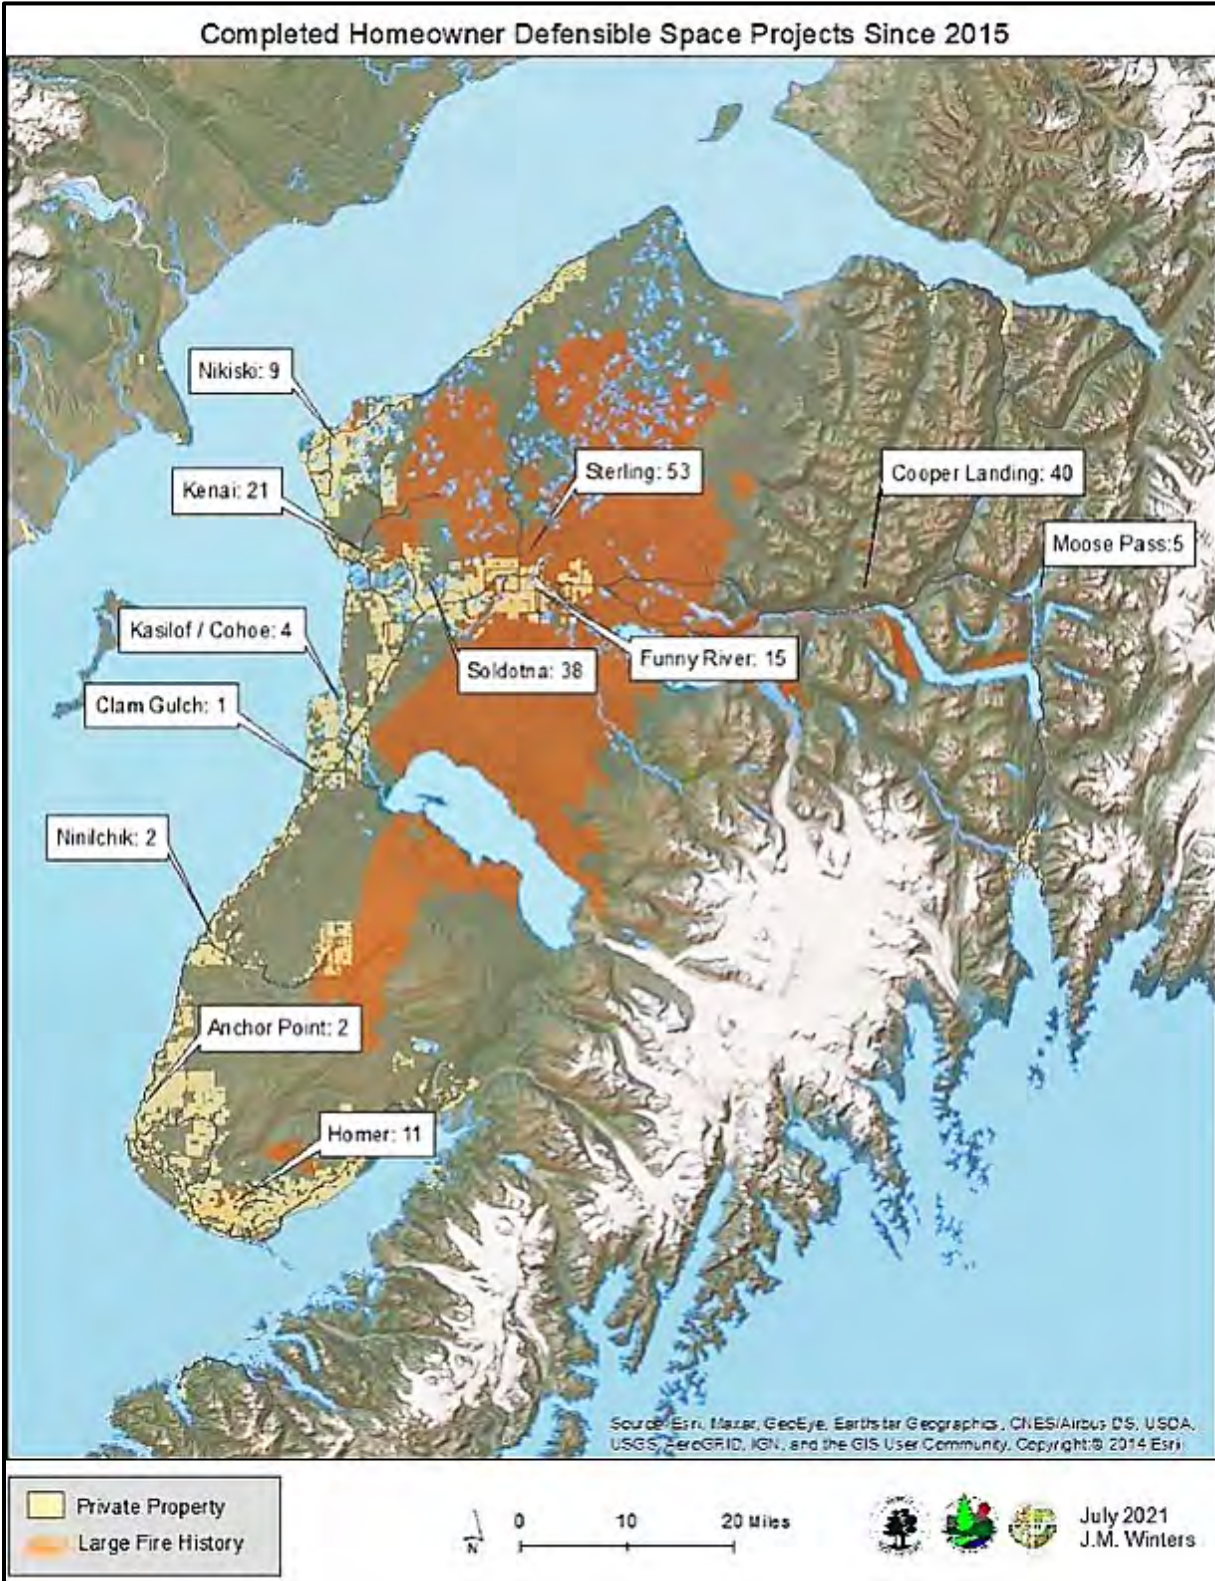 Completed Homeowner Defensible Space Projects Since 2015
Nikiski: 9
Sterling: 53
Cooper Landing: 40
Kenai: 21
Moose Pass:5
Kasilof / Cohoe: 4
Funny River: 15
Soldotna: 38
Clam Gulch: 1
Ninilchik: 2
Anchor Point: 2
Homer: 11
Source: Esri, Maxar, GeoEye, Earthstar Geographics, CNES/Airbus DS, USDA,
USGS, AeroGRID, IGN, and the GIS User Community, Copyright:© 2014 Esri
Private Property
Large Fire History
N
0 10 20 Miles
July 2021
J.M. Winters